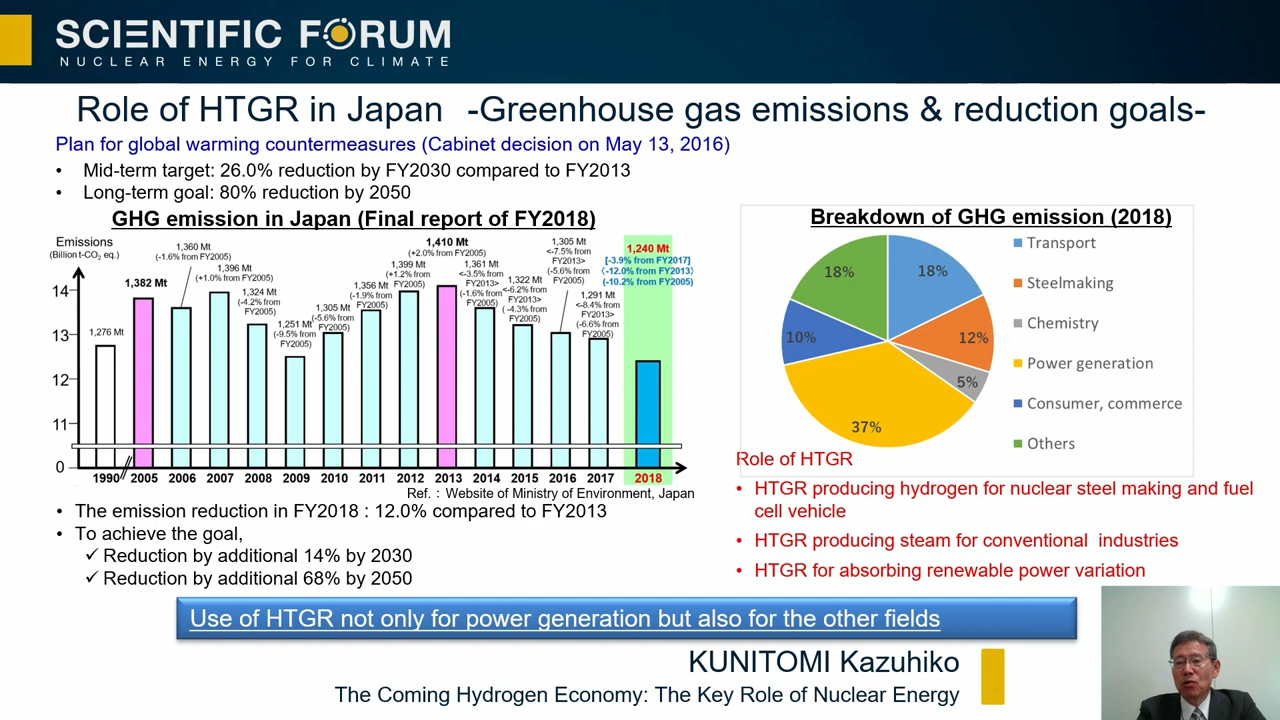 SCIENTIFIC FORUM
NUCLEAR ENERGY FOR CLIMATE
Role of HTGR in Japan -Greenhouse gas emissions & reduction goals-
Plan for global warming countermeasures (Cabinet decision on May 13, 2016)
• Mid-term target: 26.0% reduction by FY2030 compared to FY2013
• Long-term goal: 80% reduction by 2050
GHG emission in Japan (Final report of FY2018)
Emissions
(Billion t-CO2 eq.)
14
13
12
11
0
1,276 Mt
1,382 Mt
1,360 Mt
(-1.6% from FY2005)
1,396 Mt
(+1.0% from FY2005)
1,324 Mt
(-4.2% from
FY2005)
1,251 Mt
(-9.5% from
FY2005)
1,305 Mt
(-5.6% from
FY2005)
1,356 Mt
(-1.9% from
FY2005)
1,399 Mt
(+1.2% from
FY2005)
1,410 Mt
(+2.0% from FY2005)
1,361 Mt
<-3.5% from
FY2013>
(-1.6% from
FY2005)
1,322 Mt
<-6.2% from
FY2013>
(-4.3% from
FY2005)
1,305 Mt
<-7.5% from
FY2013>
(-5.6% from
FY2005)
1,291 Mt
<-8.4% from
FY2013>
(-6.6% from
FY2005)
1,240 Mt
[-3.9% from FY2017]
〈-12.0% from FY2013〉
(-10.2% from FY2005)
1990 2005 2006 2007 2008 2009 2010 2011 2012 2013 2014 2015 2016 2017 2018
Ref. : Website of Ministry of Environment, Japan
• The emission reduction in FY2018 : 12.0% compared to FY2013
• To achieve the goal,
✓ Reduction by additional 14% by 2030
✓ Reduction by additional 68% by 2050
Breakdown of GHG emission (2018)
18%
12%
5%
37%
10%
18%
Transport
Steelmaking
Chemistry
Power generation
Consumer, commerce
Others
Role of HTGR
• HTGR producing hydrogen for nuclear steel making and fuel
cell vehicle
• HTGR producing steam for conventional industries
• HTGR for absorbing renewable power variation
Use of HTGR not only for power generation but also for the other fields
KUNITOMI Kazuhiko
The Coming Hydrogen Economy: The Key Role of Nuclear Energy